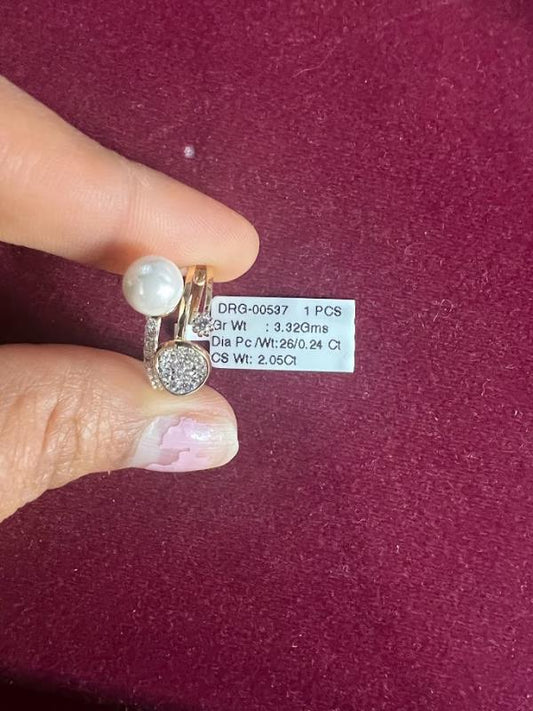 DRG-00537 1 PCS
Gr Wt : 3.32Gms
Dia Pc /Wt:26/0.24 Ct
CS Wt: 2.05Ct